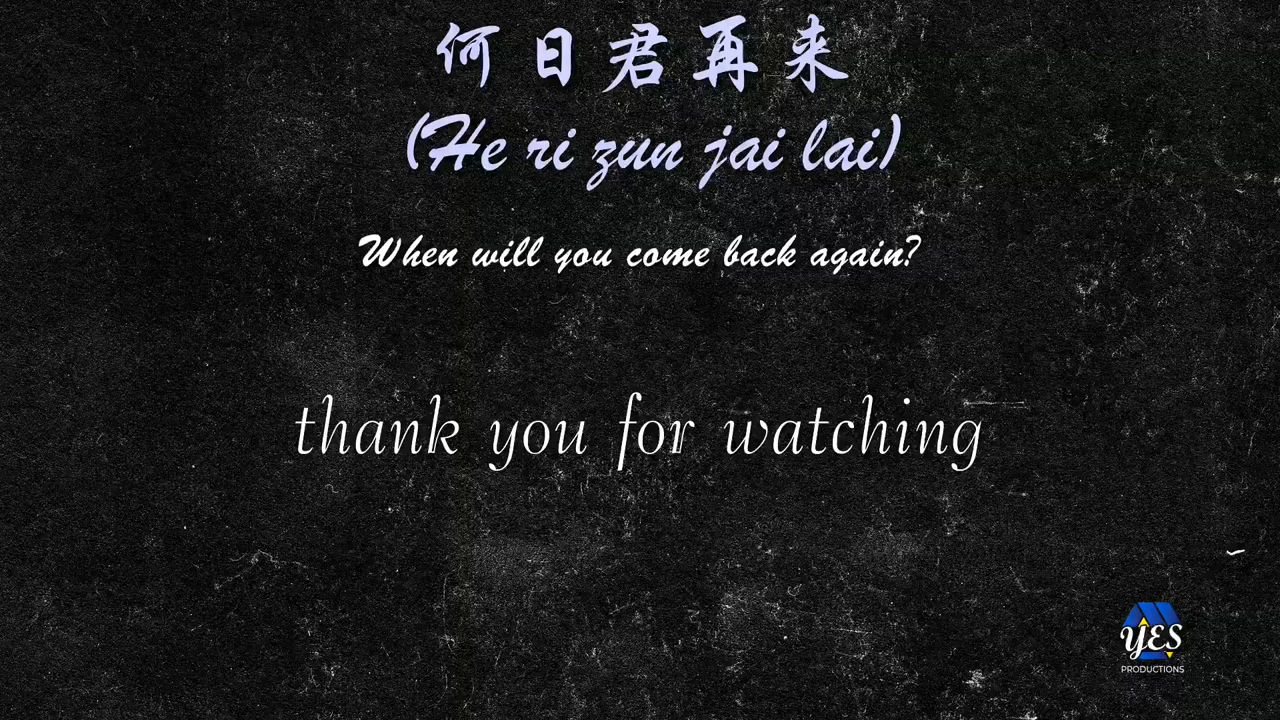 何日君再来
(He ri zun jai lai)
When will you come back again?
thank you for watching
YES
PRODUCTIONS